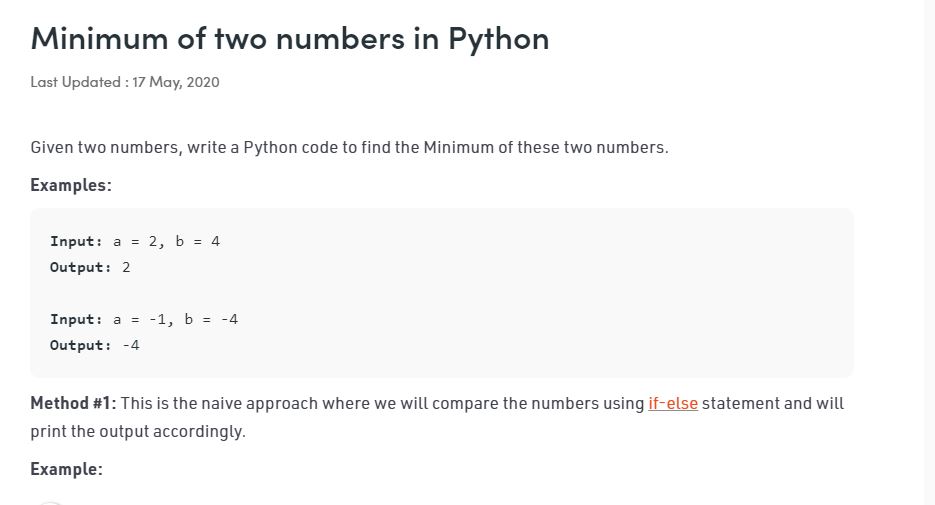 Minimum of two numbers in Python
Last Updated : 17 May, 2020
Given two numbers, write a Python code to find the Minimum of these two numbers.
Examples:
Input: a = 2, b = 4
Output: 2
Input: a = -1, b = -4
Output: -4
Method #1: This is the naive approach where we will compare the numbers using if-else statement and will
print the output accordingly.
Example: